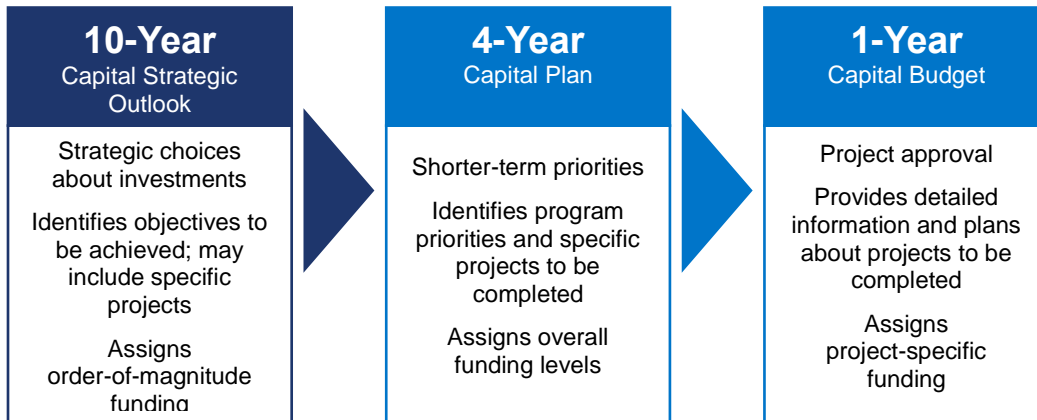 10-Year
Capital Strategic
Outlook
Strategic choices
about investments
Identifies objectives to
be achieved; may
include specific
projects
Assigns
order-of-magnitude
funding
4-Year
Capital Plan
Shorter-term priorities
Identifies program
priorities and specific
projects to be
completed
Assigns overall
funding levels
1-Year
Capital Budget
Project approval
Provides detailed
information and plans
about projects to be
completed
Assigns
project-specific
funding